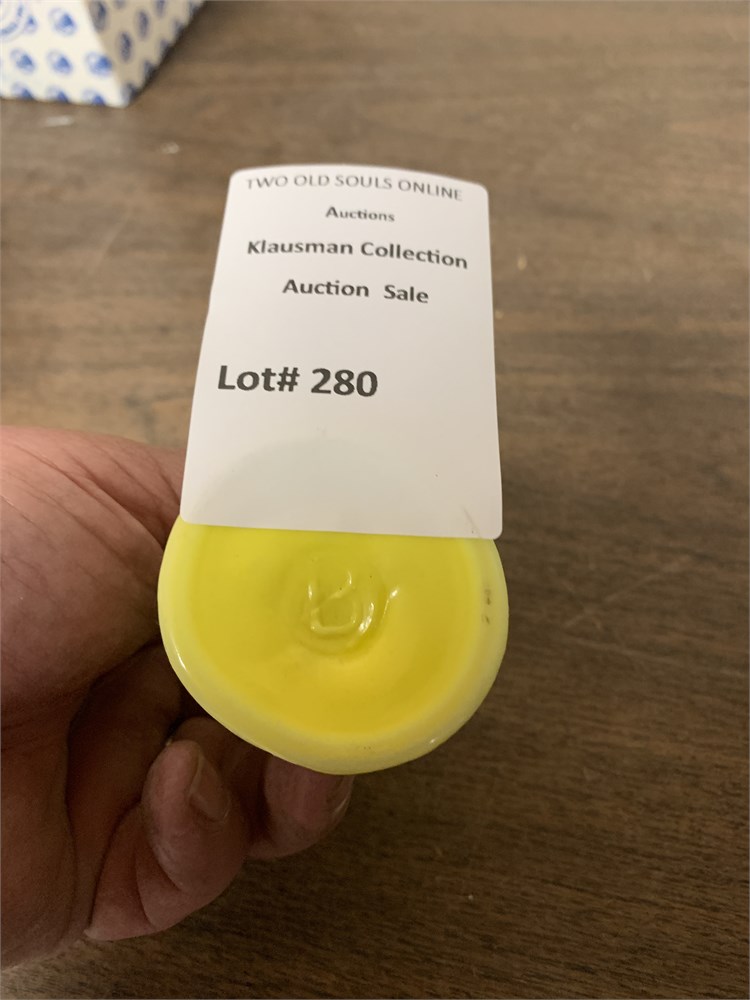 TWO OLD SOULS ONLINE
Auctions
Klausman Collection
Auction Sale
Lot# 280